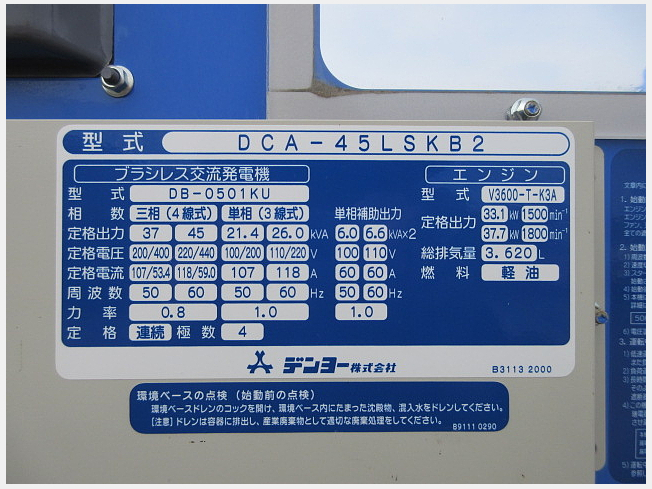 型式 DCA-45LSKB2
ブラシレス交流発電機
型式 DB-0501KU
相数 三相(4線式) 単相(3線式) 単相補助出力
定格出力 37 45 21.4 26.0 kVA 6.0 6.6 kVA×2
定格電圧 200/400 220/440 100/200 110/220 V 100 110 V
定格電流 107/53.4 118/59.0 107 118 A 60 60 A
周波数 50 60 50 60 Hz 50 60 Hz
力率 0.8 1.0 1.0
定格 連続 極数 4
エンジン
型式 V3600-T-K3A
定格出力 33.1 kW 1500 min⁻¹
37.7 kW 1800 min⁻¹
総排気量 3.620 L
燃料 軽油
デンヨー株式会社
B3113 2000
環境ベースの点検(始動前の点検)
環境ベースドレンのコックを開け、環境ベース内にたまった沈殿物、混入水をドレンしてください。
[注意]ドレンは容器に排出し、産業廃棄物として適切な廃棄処理をしてください。
B9111 0290